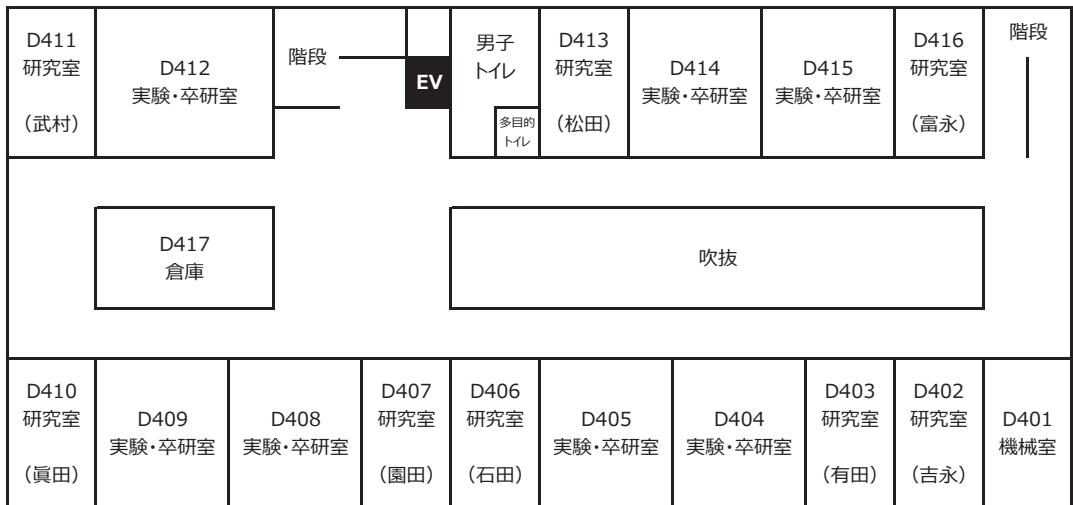 D411
研究室
(武村)
D412
実験・卒研室
階段
EV
男子
トイレ
多目的
トイレ
D413
研究室
(松田)
D414
実験・卒研室
D415
実験・卒研室
D416
研究室
(富永)
階段
D417
倉庫
吹抜
D410
研究室
(眞田)
D409
実験・卒研室
D408
実験・卒研室
D407
研究室
(園田)
D406
研究室
(石田)
D405
実験・卒研室
D404
実験・卒研室
D403
研究室
(有田)
D402
研究室
(吉永)
D401
機械室